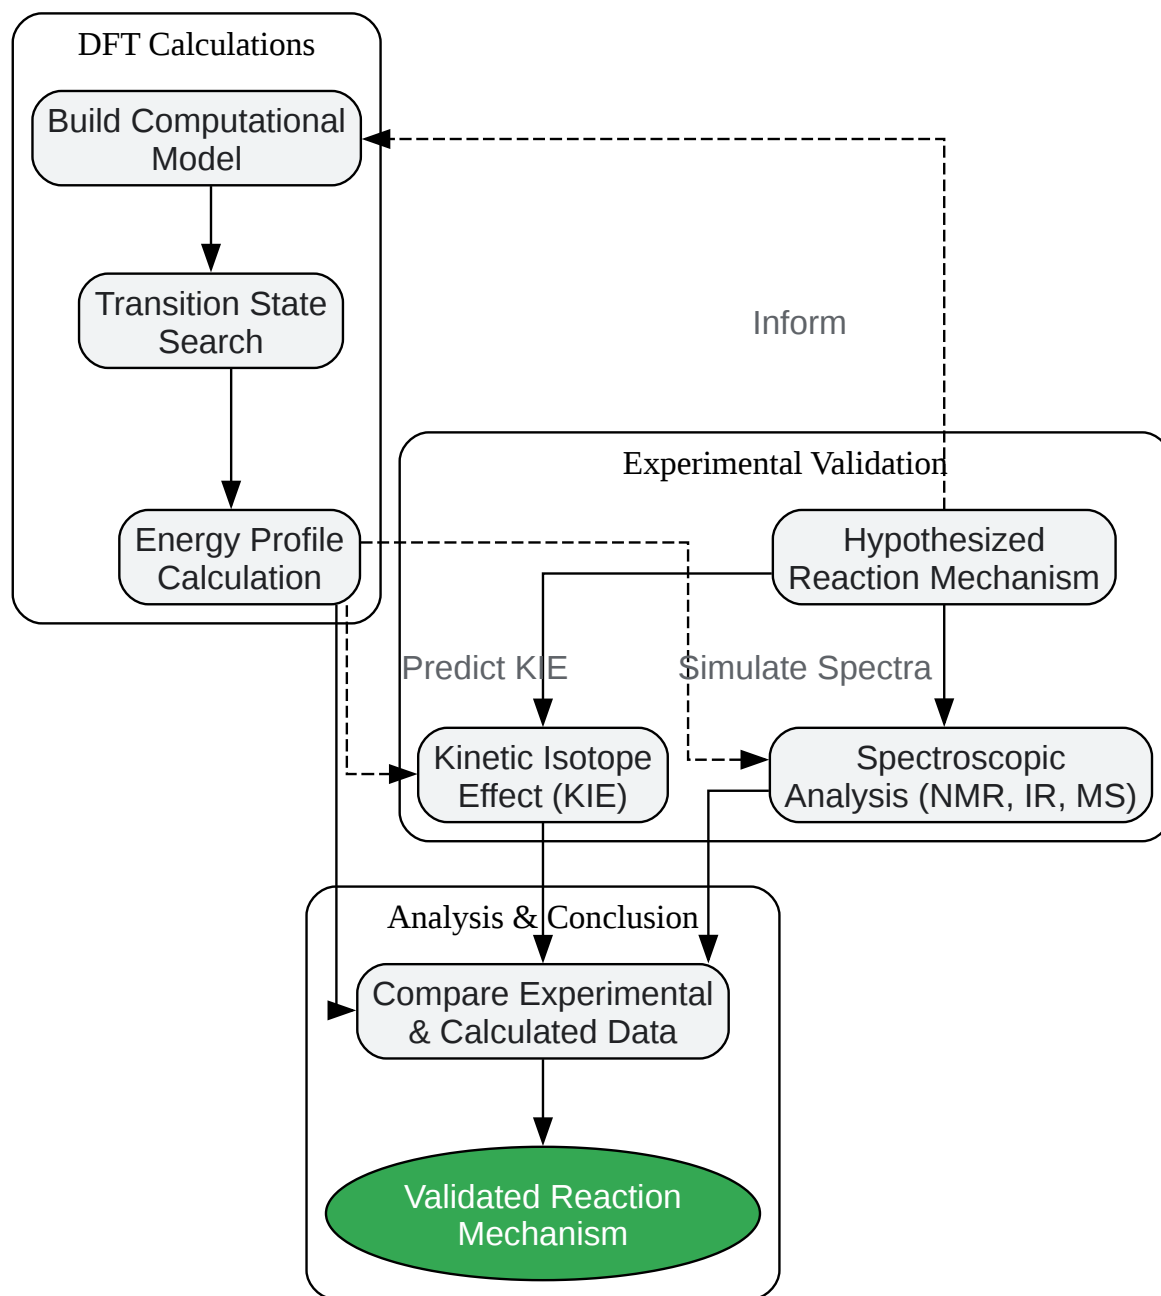 DFT Calculations
Build Computational
Model
Transition State
Search
Inform
Experimental Validation
Energy Profile
Calculation
Hypothesized
Reaction Mechanism
Predict KIE
Simulate Spectra
Kinetic Isotope
Effect (KIE)
Spectroscopic
Analysis (NMR, IR, MS)
Analysis & Conclusion
Compare Experimental
& Calculated Data
Validated Reaction
Mechanism